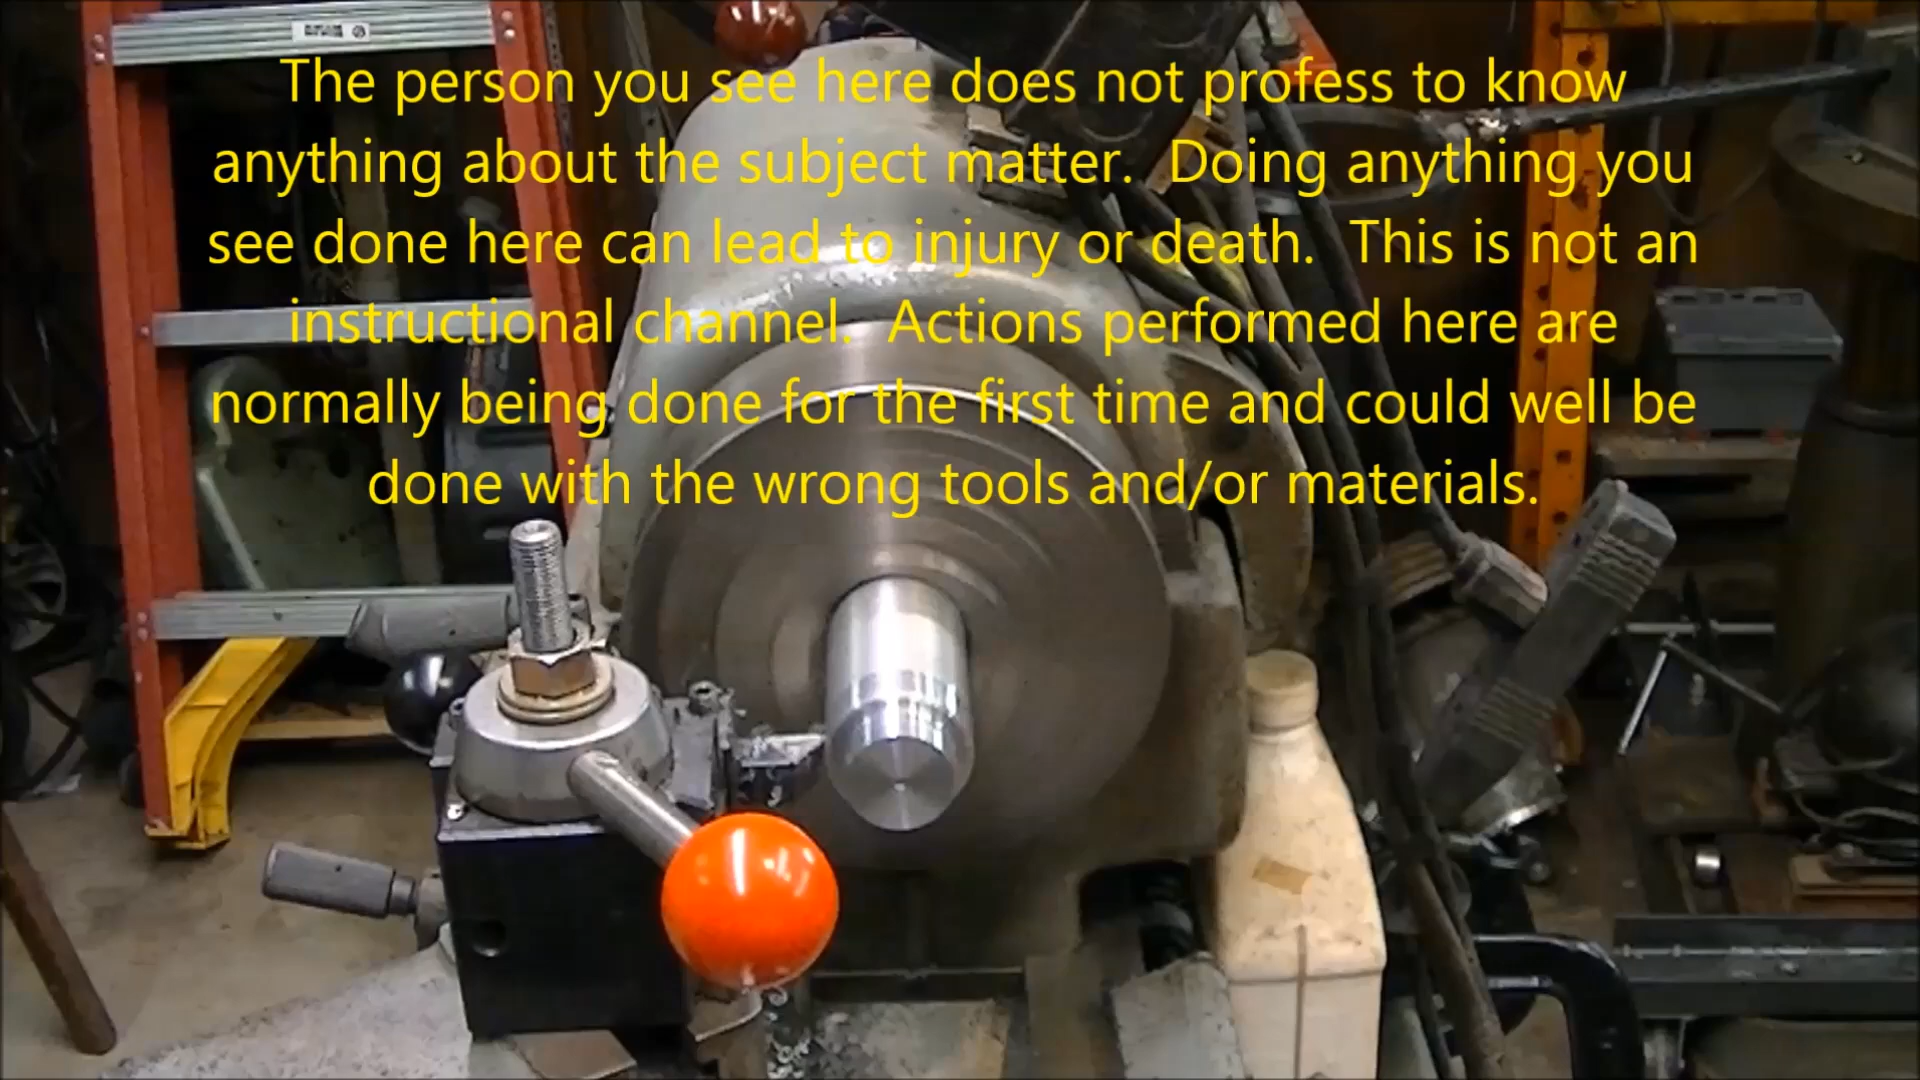 The person you see here does not profess to know
anything about the subject matter.  Doing anything you
see done here can lead to injury or death.  This is not an
instructional channel.  Actions performed here are
normally being done for the first time and could well be
done with the wrong tools and/or materials.